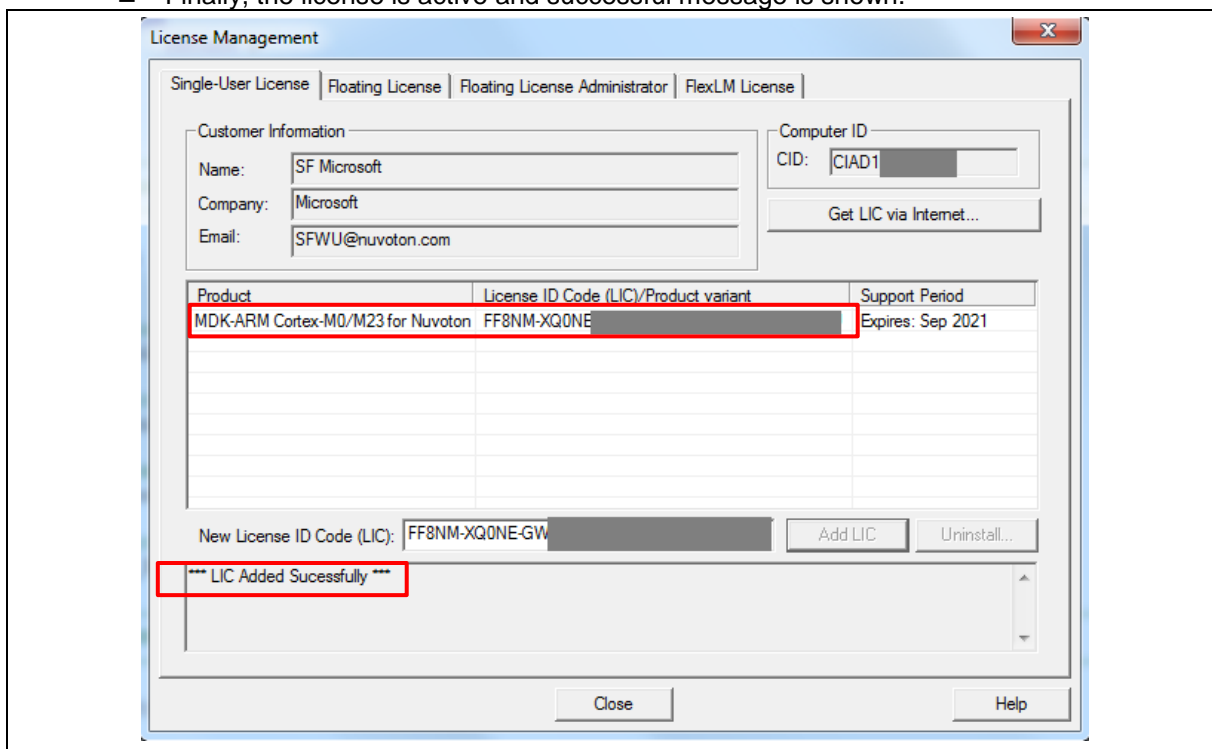 – Finally, the license is active and successful message is shown.
License Management
Single-User License Floating License Floating License Administrator FlexLM License
Customer Information
Name: SF Microsoft
Company: Microsoft
Email: SFWU@nuvoton.com
Computer ID
CID: CIAD1
Get LIC via Internet...
Product License ID Code (LIC)/Product variant Support Period
MDK-ARM Cortex-M0/M23 for Nuvoton FF8NM-XQ0NE Expires: Sep 2021
New License ID Code (LIC): FF8NM-XQ0NE-GW Add LIC Uninstall...
*** LIC Added Sucessfully ***
Close Help